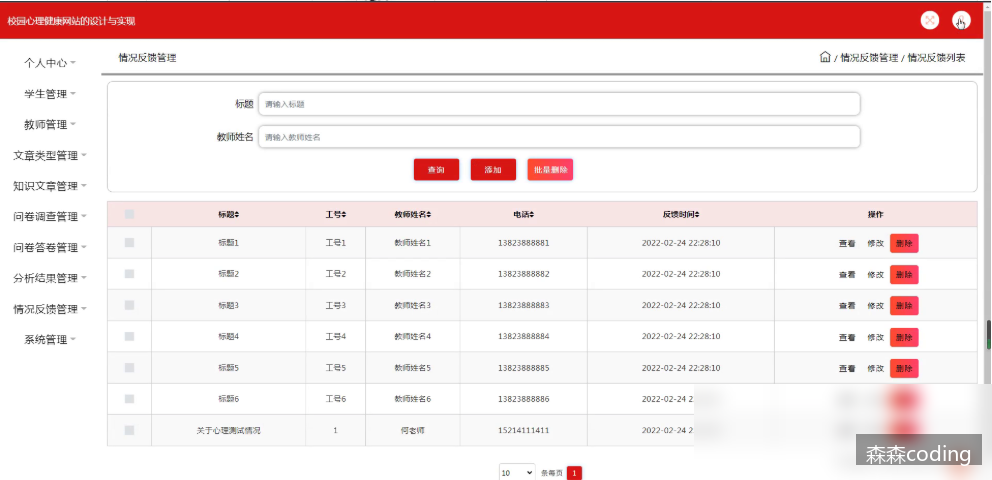 校园心理健康网站的设计与实现
个人中心
学生管理
教师管理
文章类型管理
知识文章管理
问卷调查管理
问卷答卷管理
分析结果管理
情况反馈管理
系统管理
情况反馈管理 / 情况反馈管理 / 情况反馈列表
标题 请输入标题
教师姓名 请输入教师姓名
查询 添加 批量删除
标题 工号 教师姓名 电话 反馈时间 操作
标题1 工号1 教师姓名1 13823888881 2022-02-24 22:28:10 查看 修改 删除
标题2 工号2 教师姓名2 13823888882 2022-02-24 22:28:10 查看 修改 删除
标题3 工号3 教师姓名3 13823888883 2022-02-24 22:28:10 查看 修改 删除
标题4 工号4 教师姓名4 13823888884 2022-02-24 22:28:10 查看 修改 删除
标题5 工号5 教师姓名5 13823888885 2022-02-24 22:28:10 查看 修改 删除
标题6 工号6 教师姓名6 13823888886 2022-02-24 2
关于心理测试情况 1 何老师 15214111411 2022-02-24 2
森森coding
10 条每页 1